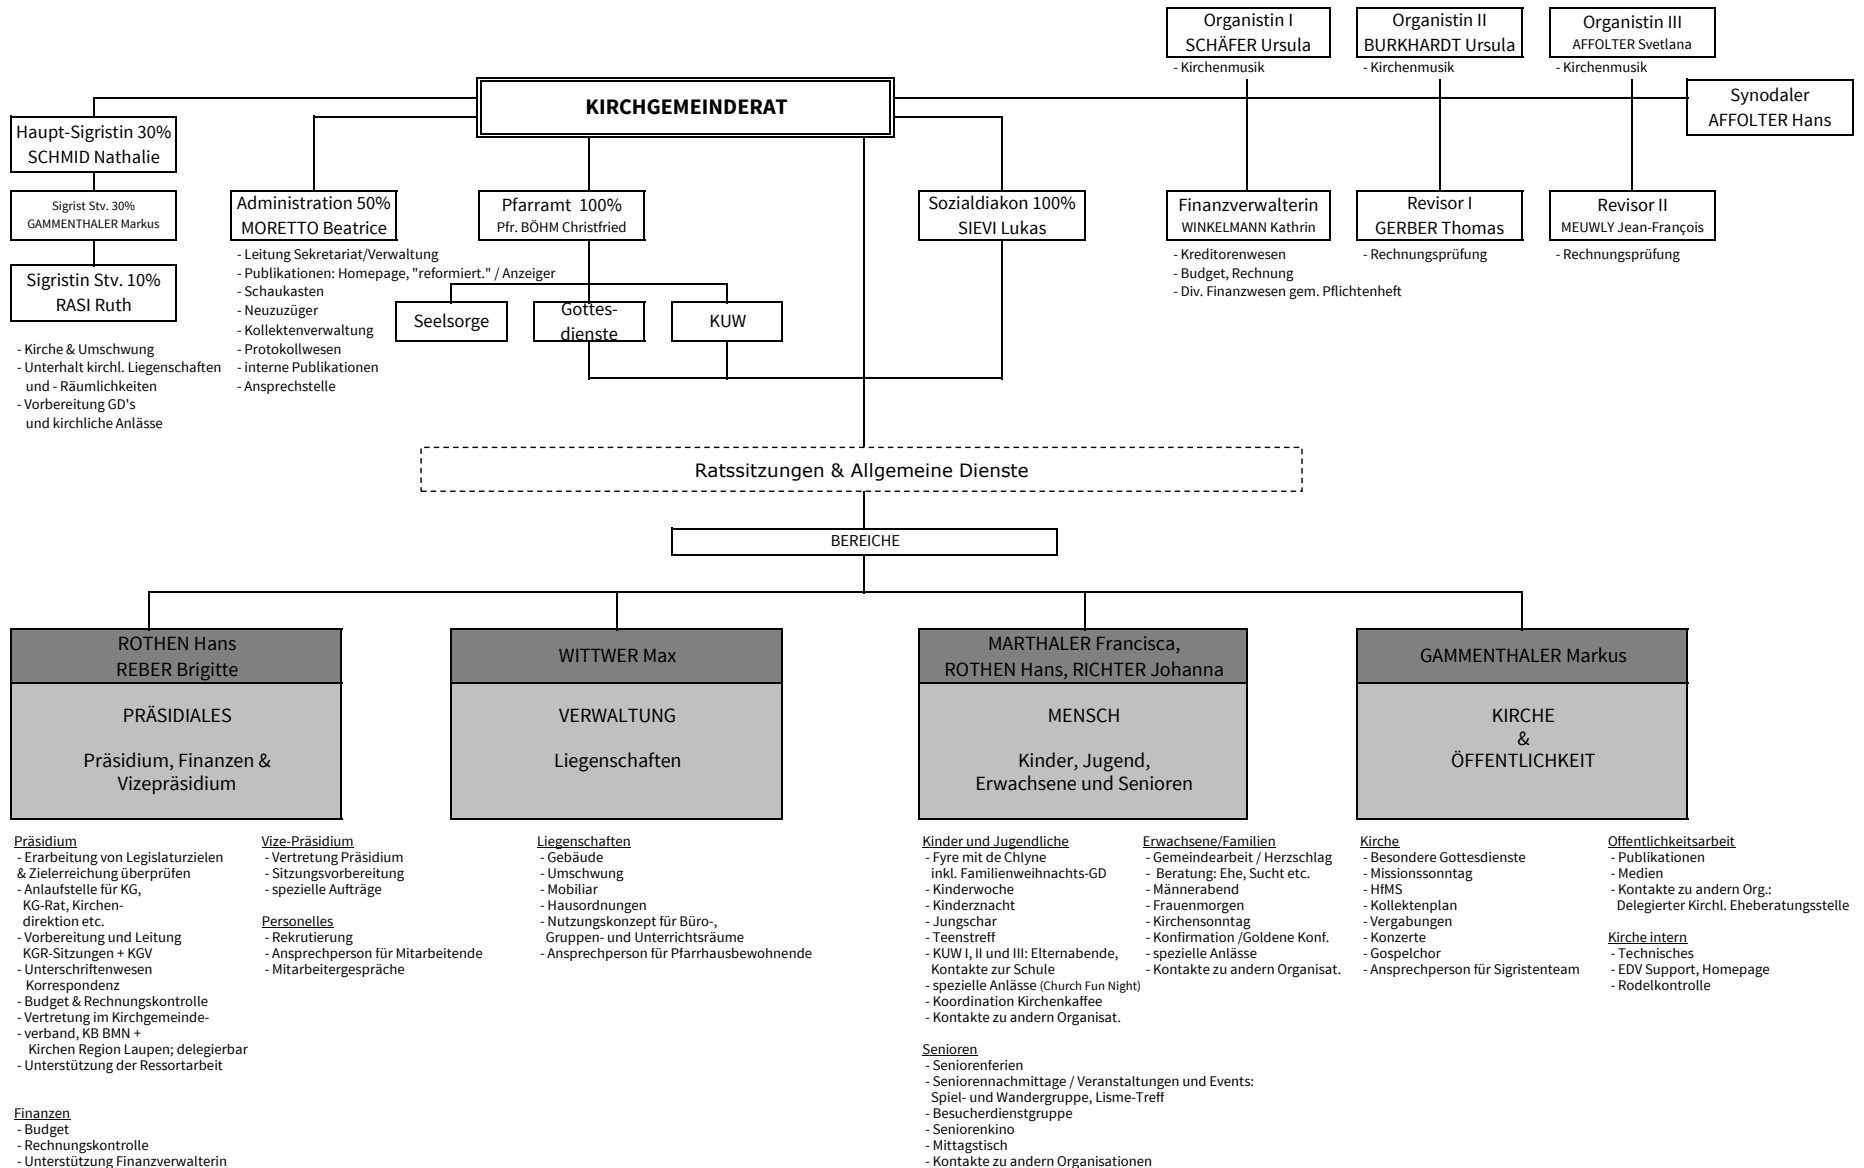 Organistin I
SCHÄFER Ursula
- Kirchenmusik
Organistin II
BURKHARDT Ursula
- Kirchenmusik
Organistin III
AFFOLTER Svetlana
- Kirchenmusik
KIRCHGEMEINDERAT
Synodaler
AFFOLTER Hans
Haupt-Sigristin 30%
SCHMID Nathalie
Sigrist Stv. 30%
GAMMENTHALER Markus
Sigristin Stv. 10%
RASI Ruth
- Kirche & Umschwung
- Unterhalt kirchl. Liegenschaften
und - Räumlichkeiten
- Vorbereitung GD's
und kirchliche Anlässe
Administration 50%
MORETTO Beatrice
- Leitung Sekretariat/Verwaltung
- Publikationen: Homepage, "reformiert." / Anzeiger
- Schaukasten
- Neuzuzüger
- Kollektenverwaltung
- Protokollwesen
- interne Publikationen
- Ansprechstelle
Pfarramt 100%
Pfr. BÖHM Christfried
Seelsorge
Gottes-
dienste
KUW
Sozialdiakon 100%
SIEVI Lukas
Finanzverwalterin
WINKELMANN Kathrin
- Kreditorenwesen
- Budget, Rechnung
- Div. Finanzwesen gem. Pflichtenheft
Revisor I
GERBER Thomas
- Rechnungsprüfung
Revisor II
MEUWLY Jean-François
- Rechnungsprüfung
Ratssitzungen & Allgemeine Dienste
BEREICHE
ROTHEN Hans
REBER Brigitte
PRÄSIDIALES
Präsidium, Finanzen &
Vizepräsidium
WITTWER Max
VERWALTUNG
Liegenschaften
MARTHALER Francisca,
ROTHEN Hans, RICHTER Johanna
MENSCH
Kinder, Jugend,
Erwachsene und Senioren
GAMMENTHALER Markus
KIRCHE
&
ÖFFENTLICHKEIT
Präsidium
- Erarbeitung von Legislaturzielen
& Zielerreichung überprüfen
- Anlaufstelle für KG,
KG-Rat, Kirchen-
direktion etc.
- Vorbereitung und Leitung
KGR-Sitzungen + KGV
- Unterschriftenwesen
Korrespondenz
- Budget & Rechnungskontrolle
- Vertretung im Kirchgemeinde-
- verband, KB BMN +
Kirchen Region Laupen; delegierbar
- Unterstützung der Ressortarbeit
Finanzen
- Budget
- Rechnungskontrolle
- Unterstützung Finanzverwalterin
Vize-Präsidium
- Vertretung Präsidium
- Sitzungsvorbereitung
- spezielle Aufträge
Personelles
- Rekrutierung
- Ansprechperson für Mitarbeitende
- Mitarbeitergespräche
Liegenschaften
- Gebäude
- Umschwung
- Mobiliar
- Hausordnungen
- Nutzungskonzept für Büro-,
Gruppen- und Unterrichtsräume
- Ansprechperson für Pfarrhausbewohnende
Kinder und Jugendliche
- Fyre mit de Chlyne
inkl. Familienweihnachts-GD
- Kinderwoche
- Kinderznacht
- Jungschar
- Teenstreff
- KUW I, II und III: Elternabende,
Kontakte zur Schule
- spezielle Anlässe (Church Fun Night)
- Koordination Kirchenkaffee
- Kontakte zu andern Organisat.
Senioren
- Seniorenferien
- Seniorennachmittage / Veranstaltungen und Events:
Spiel- und Wandergruppe, Lisme-Treff
- Besucherdienstgruppe
- Seniorenkino
- Mittagstisch
- Kontakte zu andern Organisationen
Erwachsene/Familien
- Gemeindearbeit / Herzschlag
- Beratung: Ehe, Sucht etc.
- Männerabend
- Frauenmorgen
- Kirchensonntag
- Konfirmation /Goldene Konf.
- spezielle Anlässe
- Kontakte zu andern Organisat.
Kirche
- Besondere Gottesdienste
- Missionssonntag
- HfMS
- Kollektenplan
- Vergabungen
- Konzerte
- Gospelchor
- Ansprechperson für Sigristenteam
Offentlichkeitsarbeit
- Publikationen
- Medien
- Kontakte zu andern Org.:
Delegierter Kirchl. Eheberatungsstelle
Kirche intern
- Technisches
- EDV Support, Homepage
- Rodelkontrolle